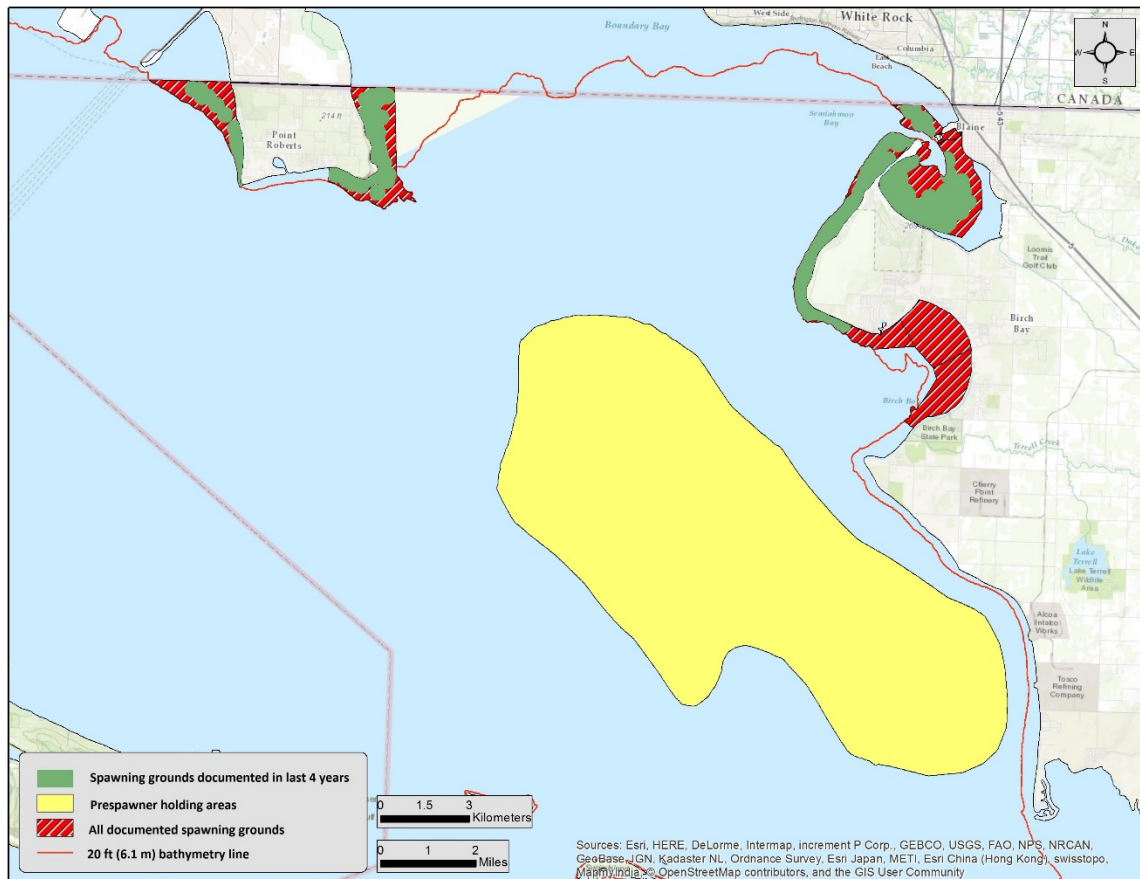 West Side
White Rock
Boundary Bay
Columbia
East
Beach
N
W E
S
CANADA
543
Semiahmoo
Bay
Blaine
214 ft
Point
Roberts
Loomis
Trail
Golf Club
5
Birch
Bay
Birch Bay
Birch Bay
State Park
Terrell Creek
Cherry
Point
Refinery
Lake
Terrell
Lake Terrell
Wildlife
Area
Alcoa
Intalco
Works
Tosco
Refining
Company
Spawning grounds documented in last 4 years
Prespawner holding areas
All documented spawning grounds
20 ft (6.1 m) bathymetry line
0 1.5 3
Kilometers
0 1 2
Miles
Sources: Esri, HERE, DeLorme, Intermap, increment P Corp., GEBCO, USGS, FAO, NPS, NRCAN,
GeoBase, IGN, Kadaster NL, Ordnance Survey, Esri Japan, METI, Esri China (Hong Kong), swisstopo,
MapmyIndia, © OpenStreetMap contributors, and the GIS User Community